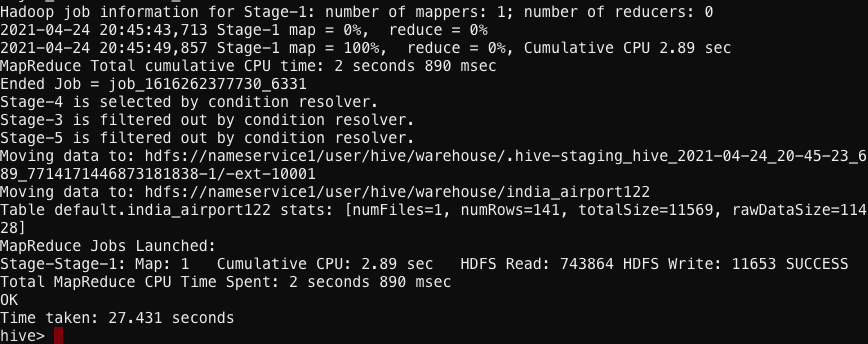 Hadoop job information for Stage-1: number of mappers: 1; number of reducers: 0
2021-04-24 20:45:43,713 Stage-1 map = 0%,  reduce = 0%
2021-04-24 20:45:49,857 Stage-1 map = 100%,  reduce = 0%, Cumulative CPU 2.89 sec
MapReduce Total cumulative CPU time: 2 seconds 890 msec
Ended Job = job_1616262377730_6331
Stage-4 is selected by condition resolver.
Stage-3 is filtered out by condition resolver.
Stage-5 is filtered out by condition resolver.
Moving data to: hdfs://nameservice1/user/hive/warehouse/.hive-staging_hive_2021-04-24_20-45-23_6
89_7714171446873181838-1/-ext-10001
Moving data to: hdfs://nameservice1/user/hive/warehouse/india_airport122
Table default.india_airport122 stats: [numFiles=1, numRows=141, totalSize=11569, rawDataSize=114
28]
MapReduce Jobs Launched:
Stage-Stage-1: Map: 1   Cumulative CPU: 2.89 sec   HDFS Read: 743864 HDFS Write: 11653 SUCCESS
Total MapReduce CPU Time Spent: 2 seconds 890 msec
OK
Time taken: 27.431 seconds
hive>